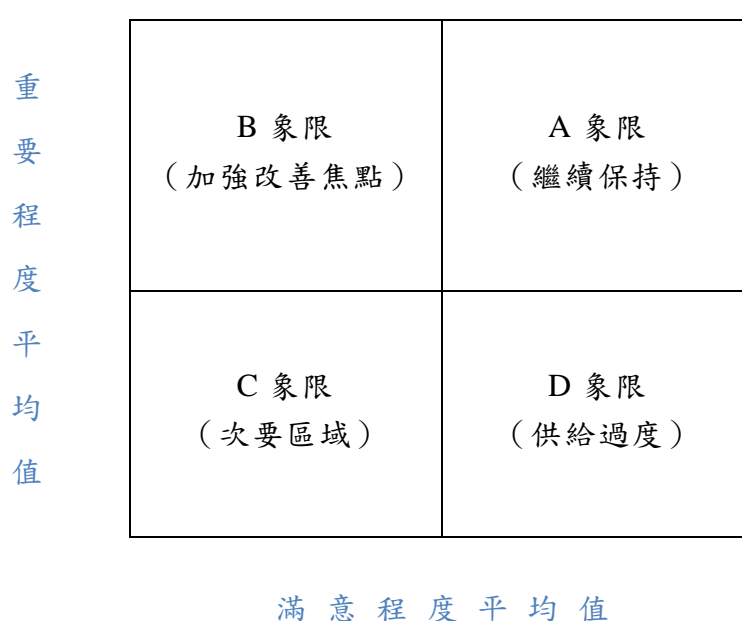 重要程度平均值
B 象限
（加強改善焦點）
A 象限
（繼續保持）
C 象限
（次要區域）
D 象限
（供給過度）
滿意程度平均值